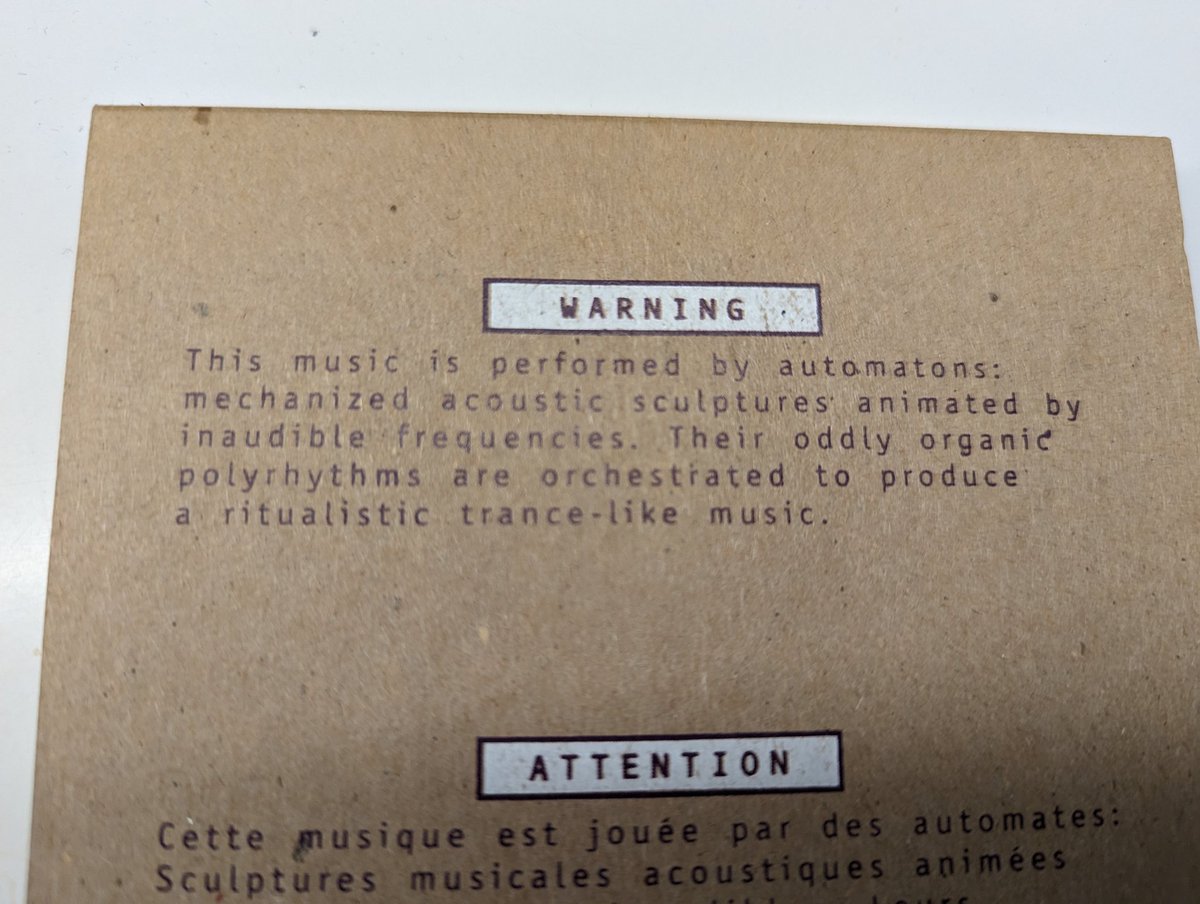 WARNING
This music is performed by automatons:
mechanized acoustic sculptures animated by
inaudible frequencies. Their oddly organic
polyrhythms are orchestrated to produce
a ritualistic trance-like music.
ATTENTION
Cette musique est jouée par des automates:
Sculptures musicales acoustiques animées